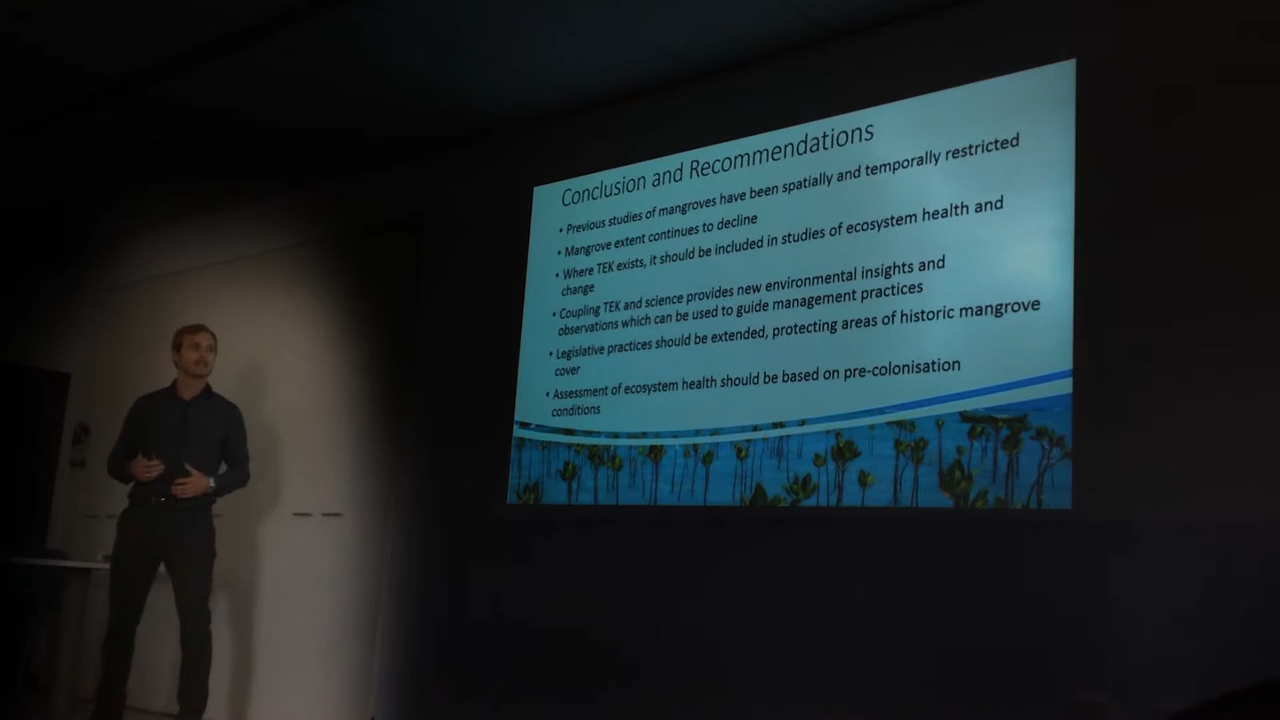 Conclusion and Recommendations
• Previous studies of mangroves have been spatially and temporally restricted
• Mangrove extent continues to decline
• Where TEK exists, it should be included in studies of ecosystem health and
change
• Coupling TEK and science provides new environmental insights and
observations which can be used to guide management practices
• Legislative practices should be extended, protecting areas of historic mangrove
cover
• Assessment of ecosystem health should be based on pre-colonisation
conditions